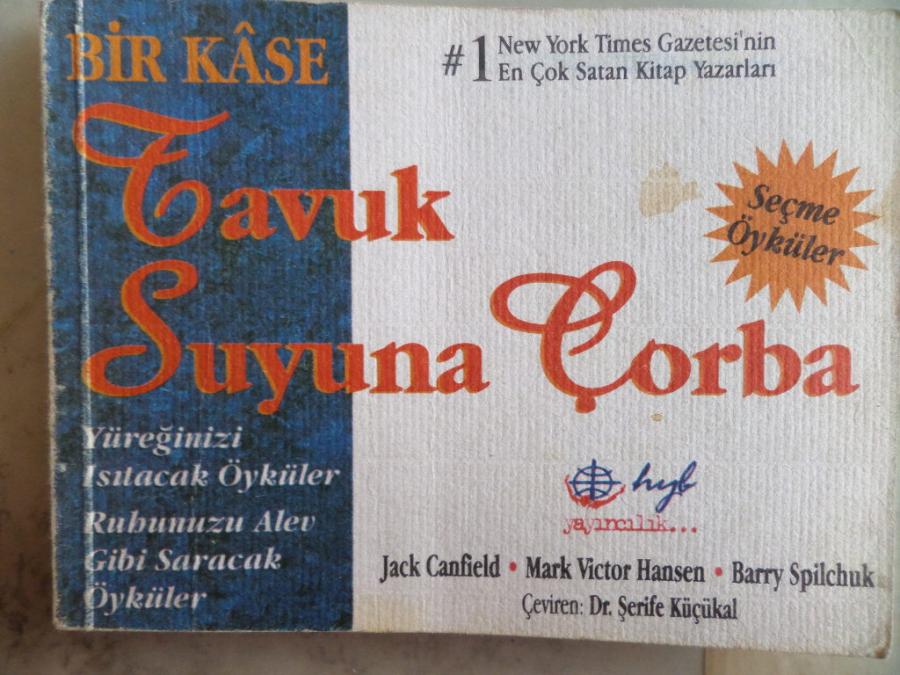 BİR KÂSE
Tavuk
Suyuna Çorba
#1 New York Times Gazetesi'nin
En Çok Satan Kitap Yazarları
Seçme
Öyküler
Yüreğinizi
Isıtacak Öyküler
Ruhunuzu Alev
Gibi Saracak
Öyküler
hyb
yayıncılık...
Jack Canfield • Mark Victor Hansen • Barry Spilchuk
Çeviren: Dr. Şerife Küçükal